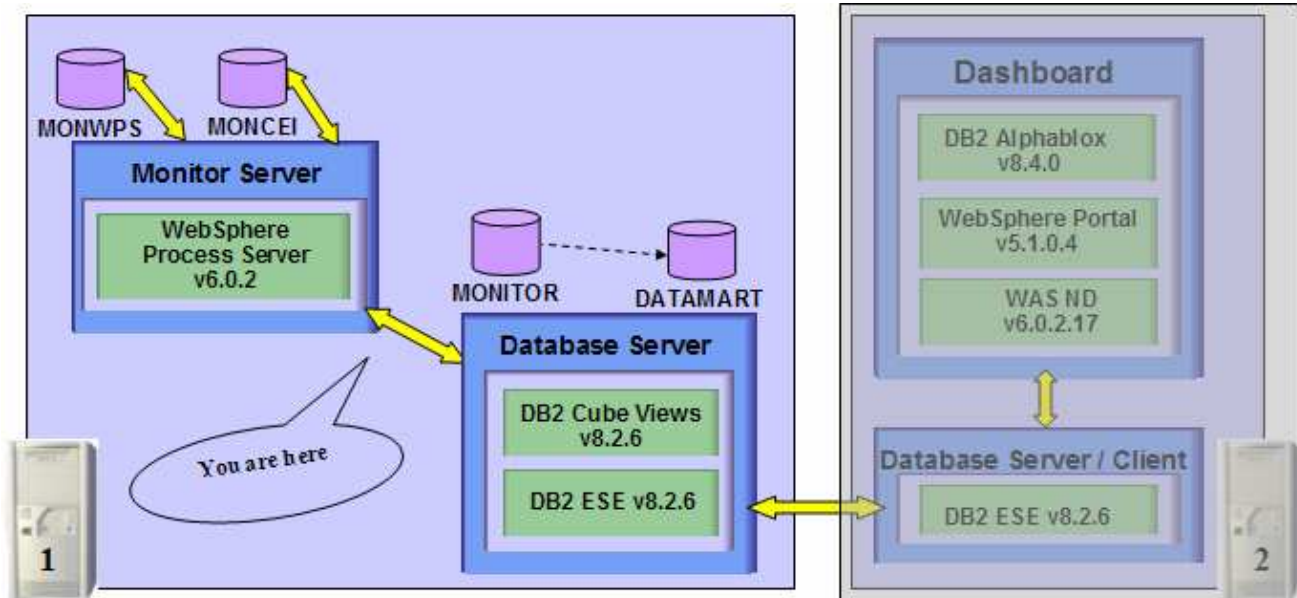 MONWPS
MONCEI
Monitor Server
WebSphere
Process Server
v6.0.2
MONITOR
DATAMART
Database Server
DB2 Cube Views
v8.2.6
DB2 ESE v8.2.6
You are here
1
Dashboard
DB2 Alphablox
v8.4.0
WebSphere Portal
v5.1.0.4
WAS ND
v6.0.2.17
Database Server / Client
DB2 ESE v8.2.6
2